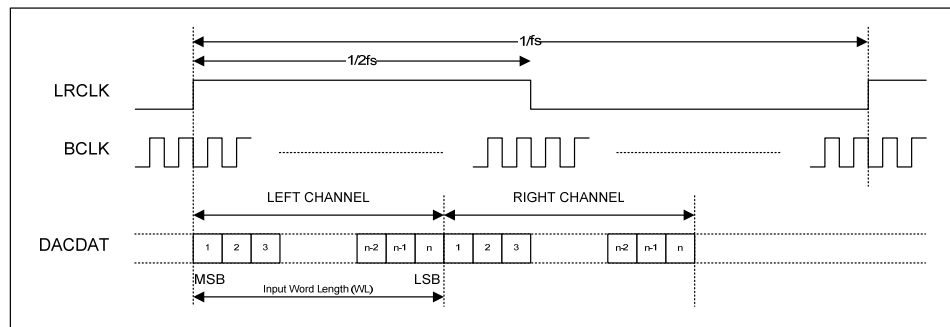 1/fs
1/2fs
LRCLK
BCLK
LEFT CHANNEL RIGHT CHANNEL
DACDAT 1 2 3 n-2 n-1 n 1 2 3 n-2 n-1 n
MSB LSB
Input Word Length (WL)